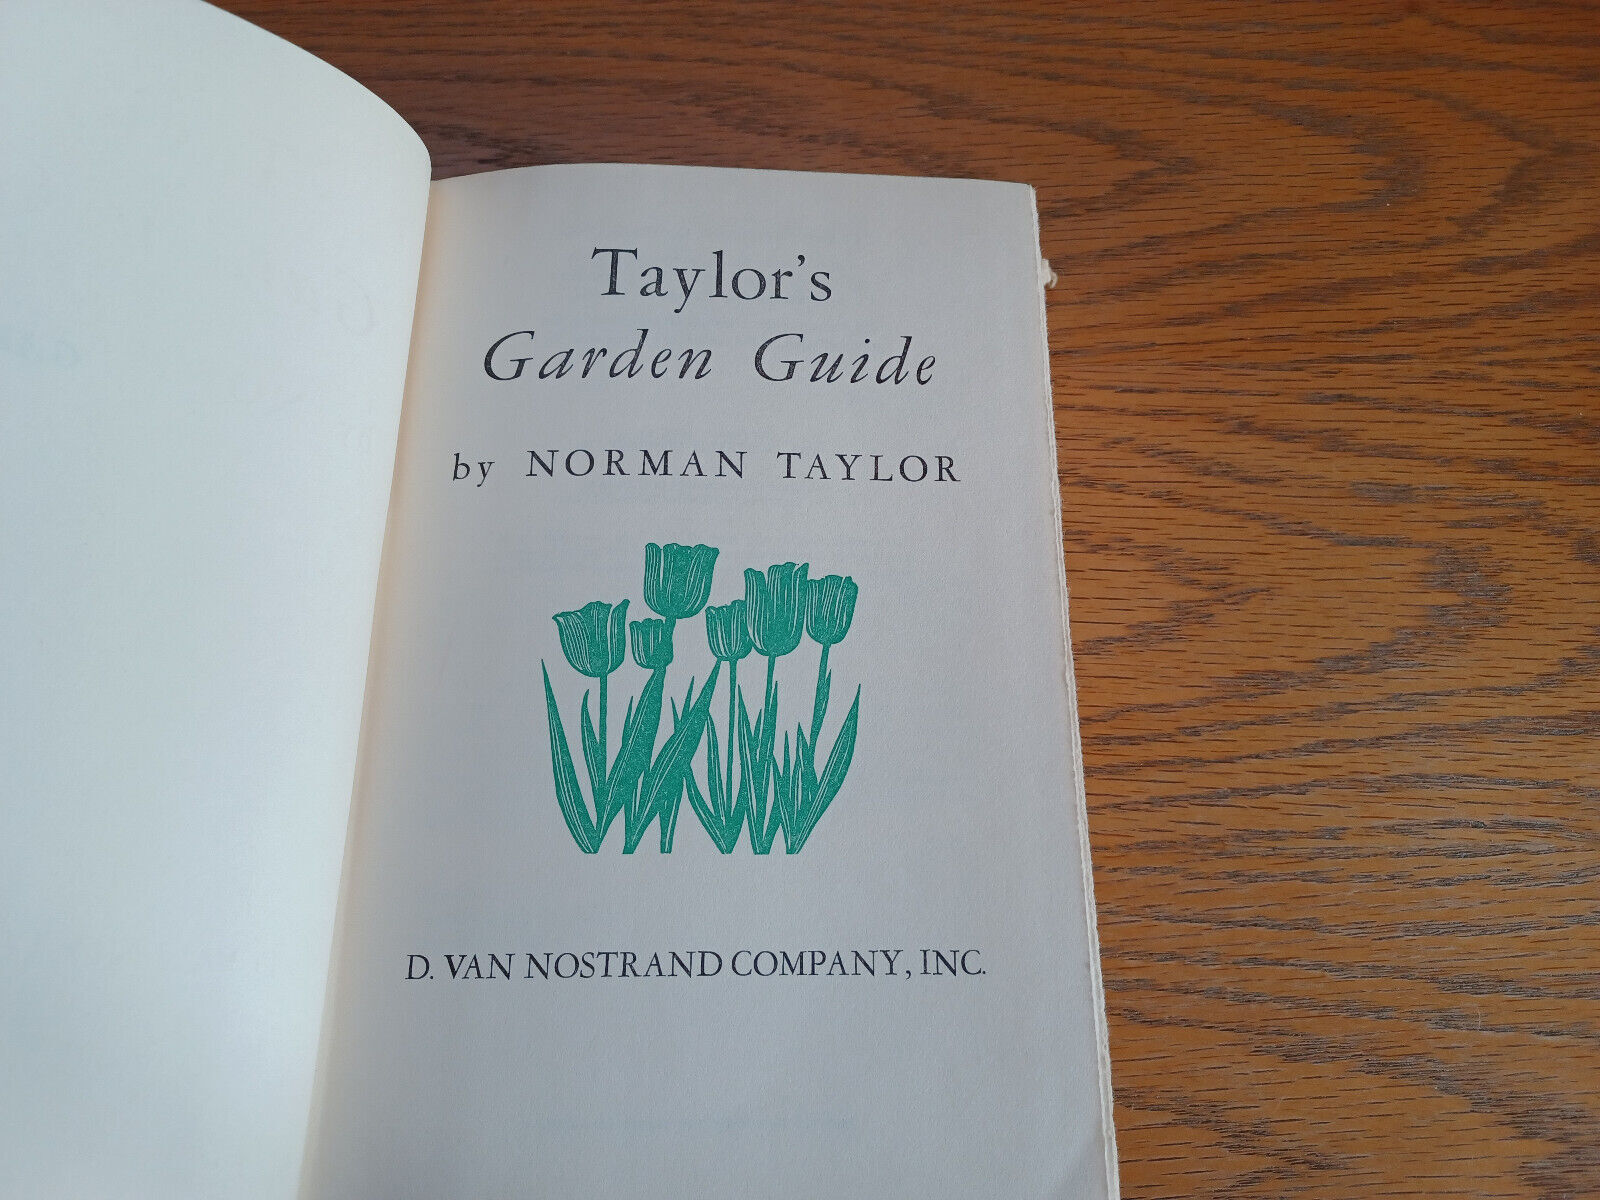 Taylor's
Garden Guide
by NORMAN TAYLOR
D. VAN NOSTRAND COMPANY, INC.